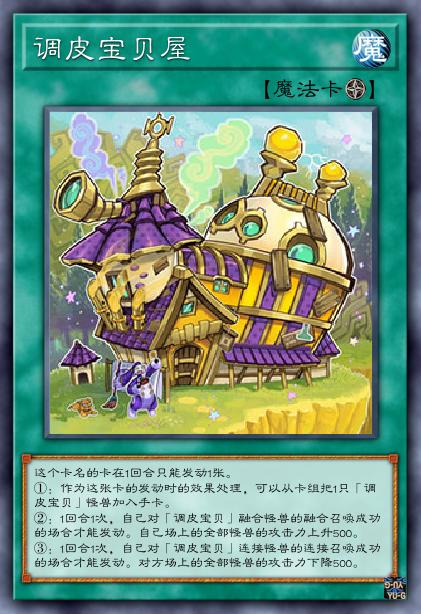 调皮宝贝屋
魔
【魔法卡】
这个卡名的卡在1回合只能发动1张。
①：作为这张卡的发动时的效果处理，可以从卡组把1只「调
皮宝贝」怪兽加入手卡。
②：1回合1次，自己对「调皮宝贝」融合怪兽的融合召唤成功
的场合才能发动。自己场上的全部怪兽的攻击力上升500。
③：1回合1次，自己对「调皮宝贝」连接怪兽的连接召唤成功
的场合才能发动。对方场上的全部怪兽的攻击力下降500。